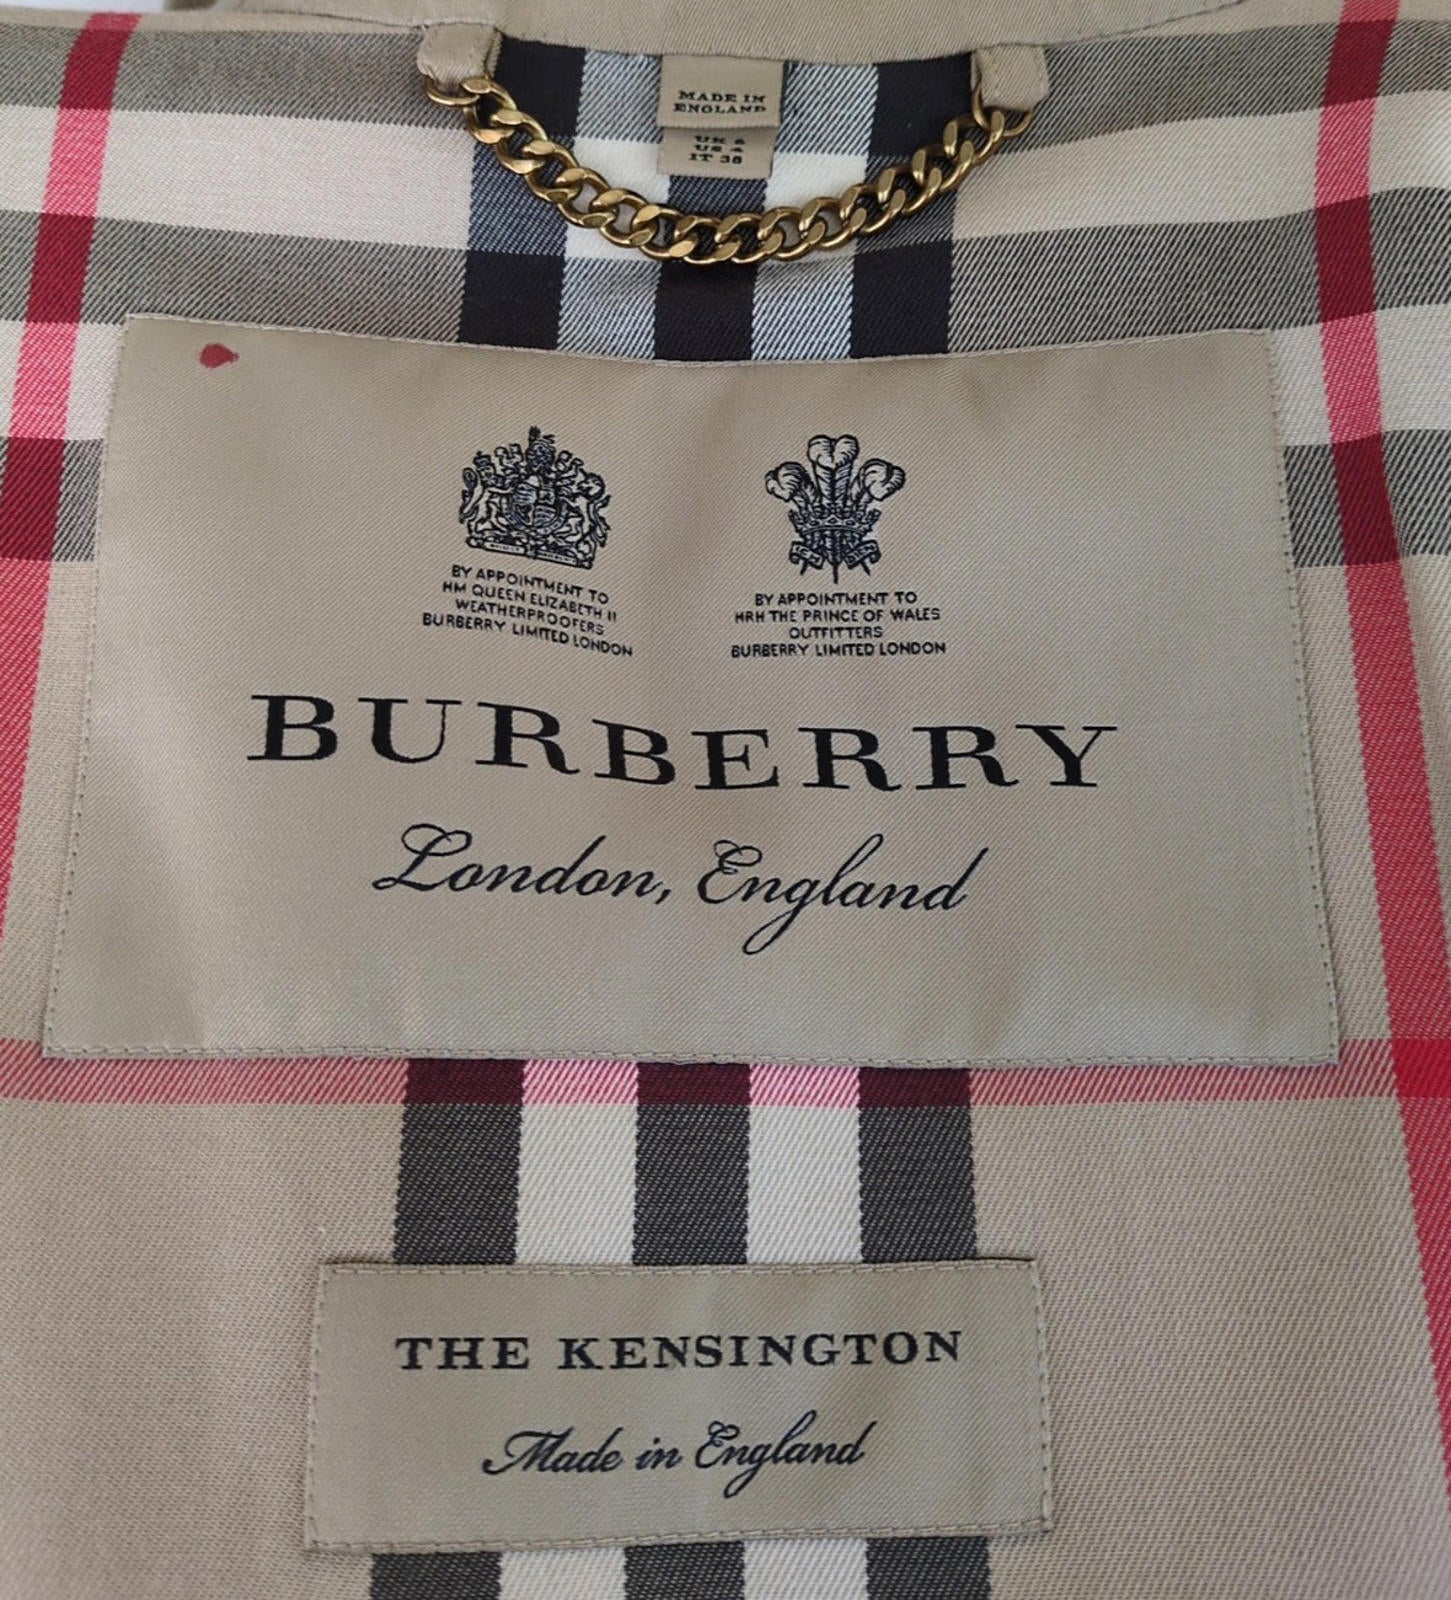 MADE IN
ENGLAND
UK 6
US 4
IT 38
BY APPOINTMENT TO
HM QUEEN ELIZABETH II
WEATHERPROOFERS
BURBERRY LIMITED LONDON
BY APPOINTMENT TO
HRH THE PRINCE OF WALES
OUTFITTERS
BURBERRY LIMITED LONDON
BURBERRY
London, England
THE KENSINGTON
Made in England